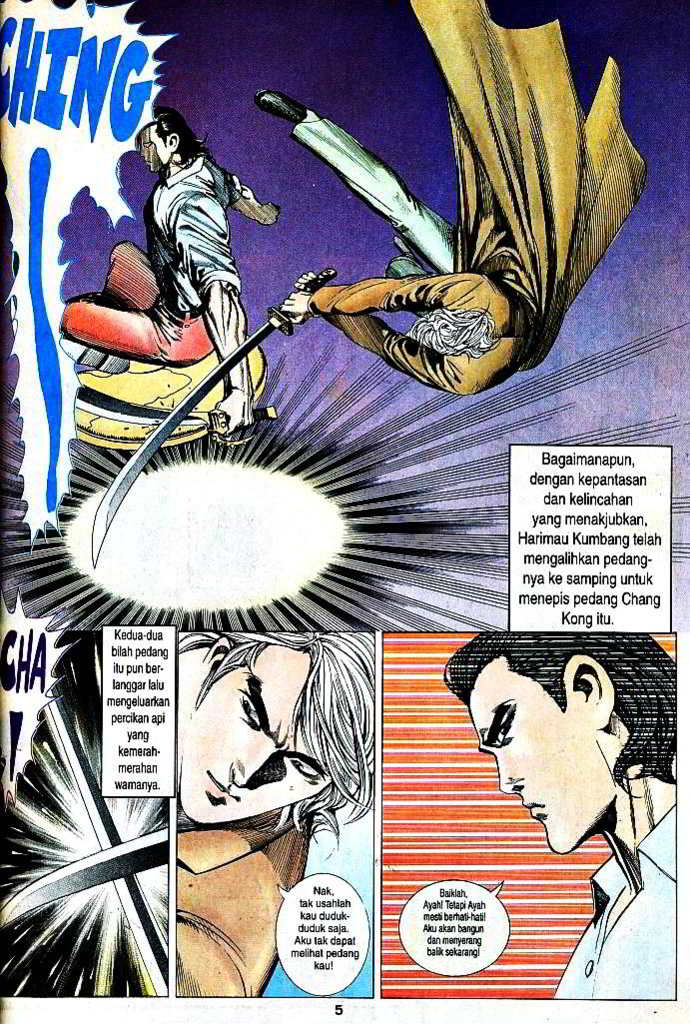 CHING
!
Bagaimanapun,
dengan kepantasan
dan kelincahan
yang menakjubkan,
Harimau Kumbang telah
mengalihkan pedang-
nya ke samping untuk
menepis pedang Chang
Kong itu.
CHA
!
Kedua-dua
bilah pedang
itu pun ber-
langgar lalu
mengeluarkan
percikan api
yang
kemerah-
merahan
warnanya.
Nak,
tak usahlah
kau duduk-
duduk saja.
Aku tak dapat
melihat pedang
kau!
Baiklah,
Ayah! Tetapi Ayah
mesti berhati-hati!
Aku akan bangun
dan menyerang
balik sekarang!
5